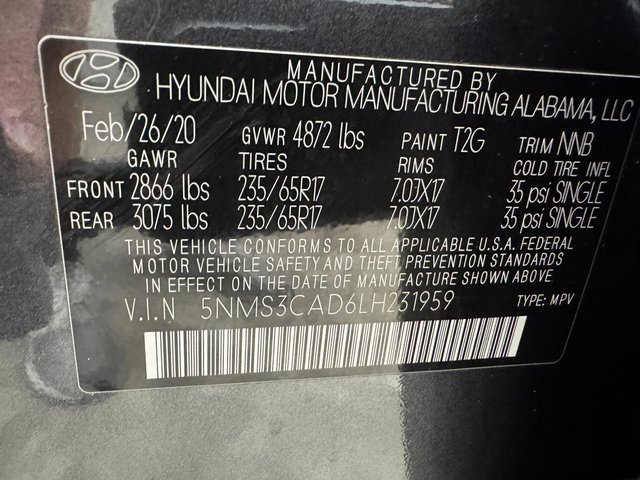 MANUFACTURED BY
HYUNDAI MOTOR MANUFACTURING ALABAMA, LLC
Feb/26/20 GVWR 4872 lbs PAINT T2G TRIM NNB
GAWR TIRES RIMS COLD TIRE INFL
FRONT 2866 lbs 235/65R17 7.0JX17 35 psi SINGLE
REAR 3075 lbs 235/65R17 7.0JX17 35 psi SINGLE
THIS VEHICLE CONFORMS TO ALL APPLICABLE U.S.A. FEDERAL
MOTOR VEHICLE SAFETY AND THEFT PREVENTION STANDARDS
IN EFFECT ON THE DATE OF MANUFACTURE SHOWN ABOVE.
V.I.N 5NMS3CAD6LH231959 TYPE: MPV